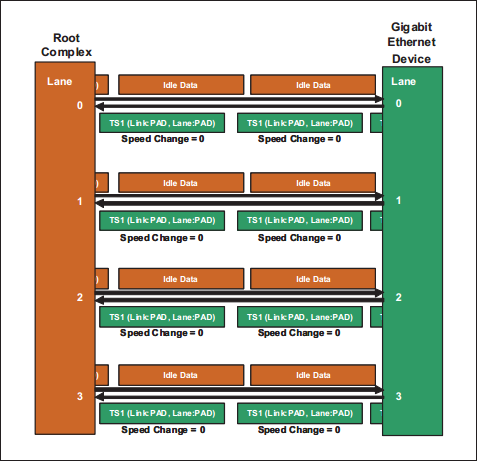 Root
Complex
Gigabit
Ethernet
Device
Lane
Lane
) Idle Data Idle Data
0 0
TS1 (Link:PAD, Lane:PAD) TS1 (Link:PAD, Lane:PAD) T
Speed Change = 0 Speed Change = 0
Idle Data Idle Data
1 1
TS1 (Link:PAD, Lane:PAD) TS1 (Link:PAD, Lane:PAD)
Speed Change = 0 Speed Change = 0
Idle Data Idle Data
2 2
TS1 (Link:PAD, Lane:PAD) TS1 (Link:PAD, Lane:PAD)
Speed Change = 0 Speed Change = 0
Idle Data Idle Data
3 3
TS1 (Link:PAD, Lane:PAD) TS1 (Link:PAD, Lane:PAD)
Speed Change = 0 Speed Change = 0